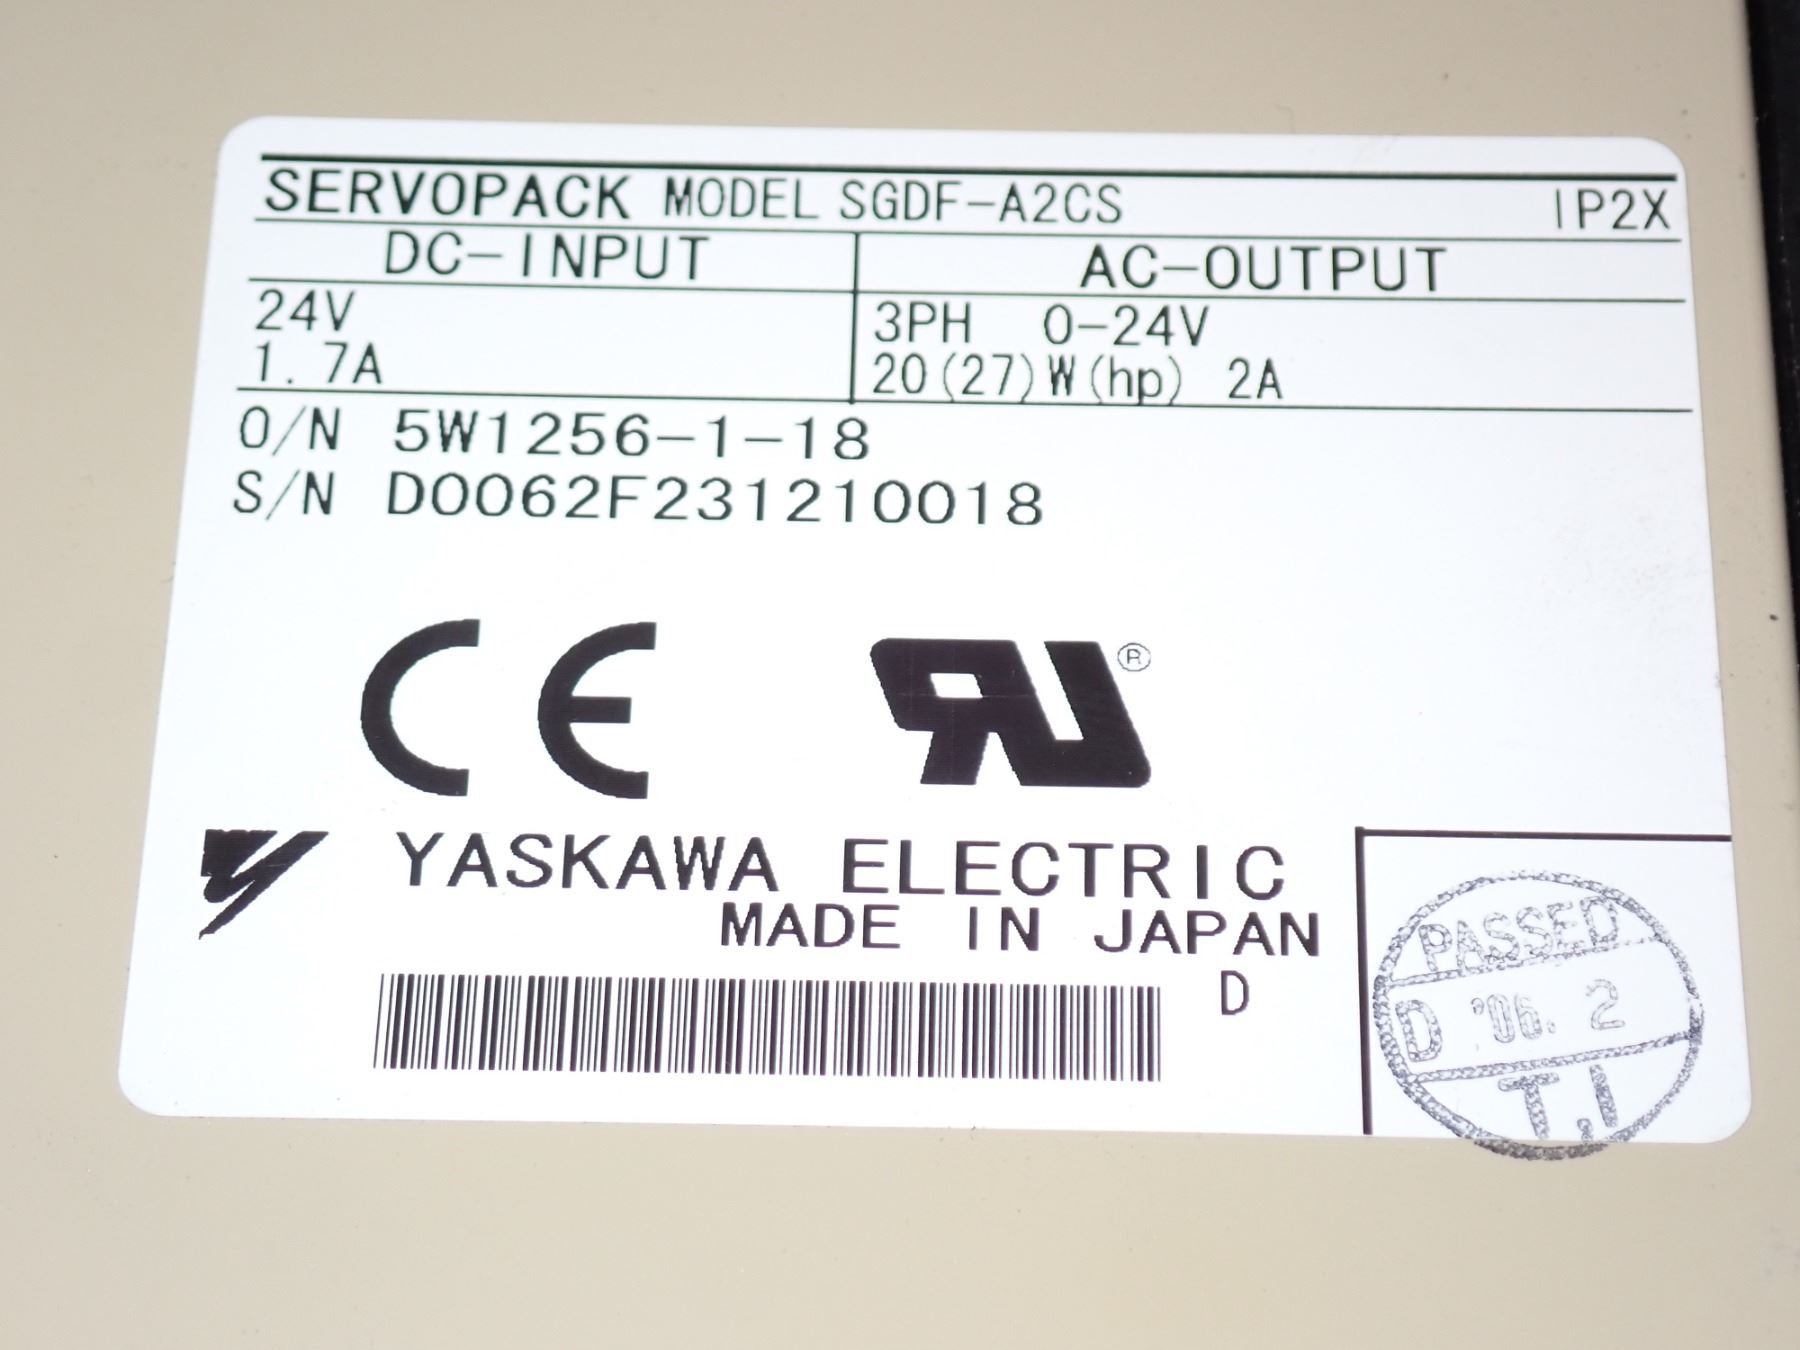 SERVOPACK MODEL SGDF-A2CS IP2X
DC-INPUT AC-OUTPUT
24V
1.7A
3PH 0-24V
20(27)W(hp) 2A
O/N 5W1256-1-18
S/N D0062F231210018
CE
RU®
YASKAWA ELECTRIC
MADE IN JAPAN
D
PASSED
D '06. 2
T.I